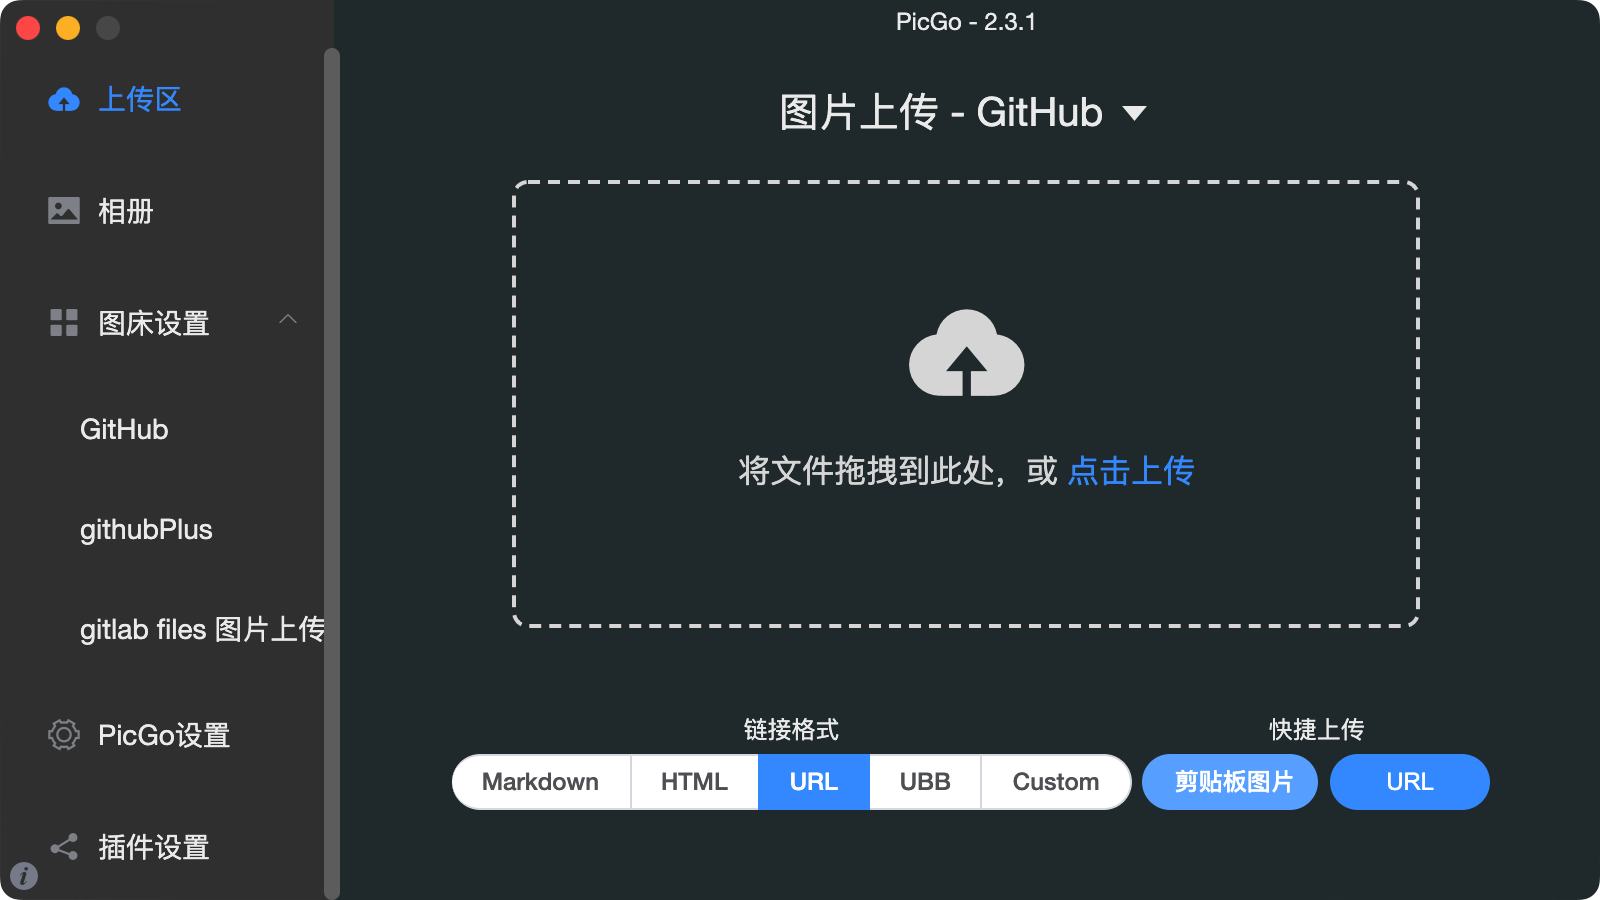 PicGo - 2.3.1
上传区
相册
图床设置
GitHub
githubPlus
gitlab files 图片上传
PicGo设置
插件设置
图片上传 - GitHub
将文件拖拽到此处，或 点击上传
链接格式
Markdown HTML URL UBB Custom
快捷上传
剪贴板图片 URL